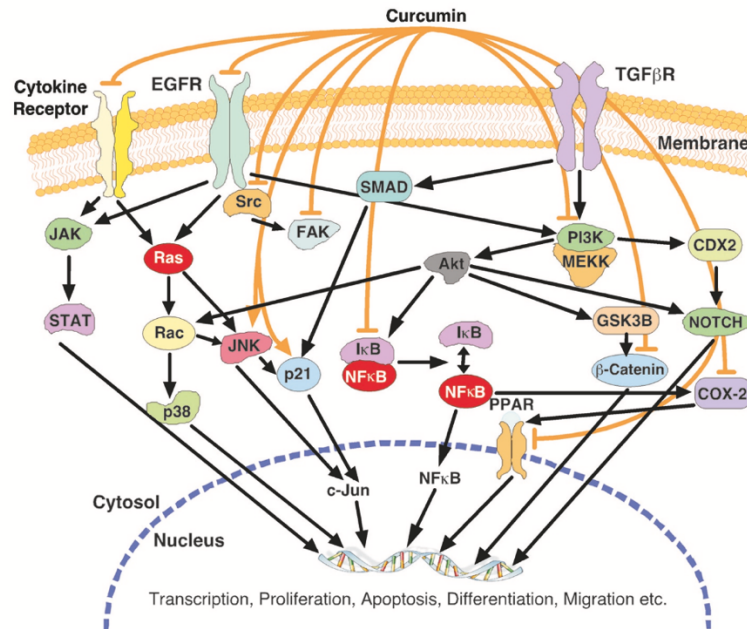 Curcumin
Cytokine
Receptor
EGFR
TGFβR
Membrane
Src
SMAD
FAK
JAK
Ras
PI3K
MEKK
CDX2
Akt
STAT
Rac
JNK
p21
IκB
NFκB
IκB
NFκB
GSK3B
NOTCH
β-Catenin
COX-2
p38
PPAR
c-Jun
NFκB
Cytosol
Nucleus
Transcription, Proliferation, Apoptosis, Differentiation, Migration etc.